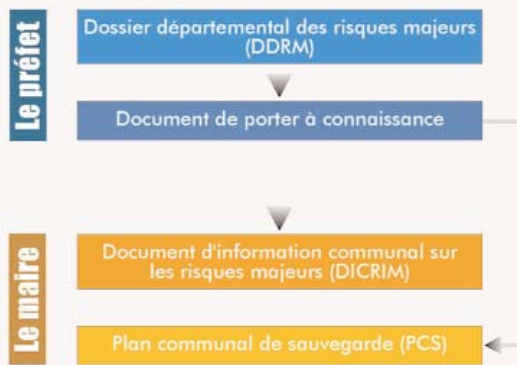 Le préfet
Dossier départemental des risques majeurs
(DDRM)
Document de porter à connaissance
Le maire
Document d'information communal sur
les risques majeurs (DICRIM)
Plan communal de sauvegarde (PCS)